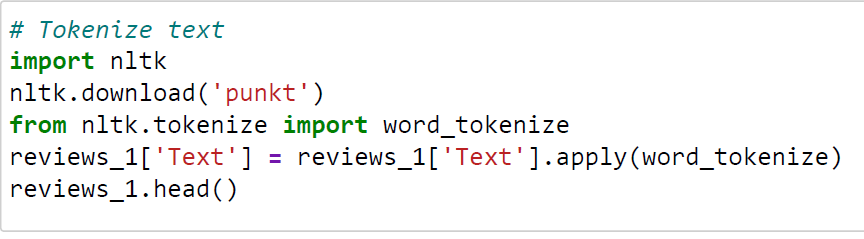 # Tokenize text
import nltk
nltk.download('punkt')
from nltk.tokenize import word_tokenize
reviews_1['Text'] = reviews_1['Text'].apply(word_tokenize)
reviews_1.head()